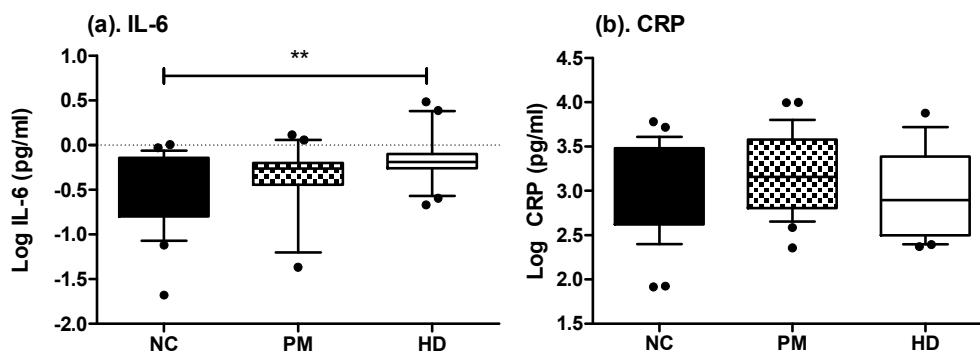 (a). IL-6
Log IL-6 (pg/ml)
1.0
0.5
0.0
-0.5
-1.0
-1.5
-2.0
**
NC PM HD
(b). CRP
Log CRP (pg/ml)
4.5
4.0
3.5
3.0
2.5
2.0
1.5
NC PM HD